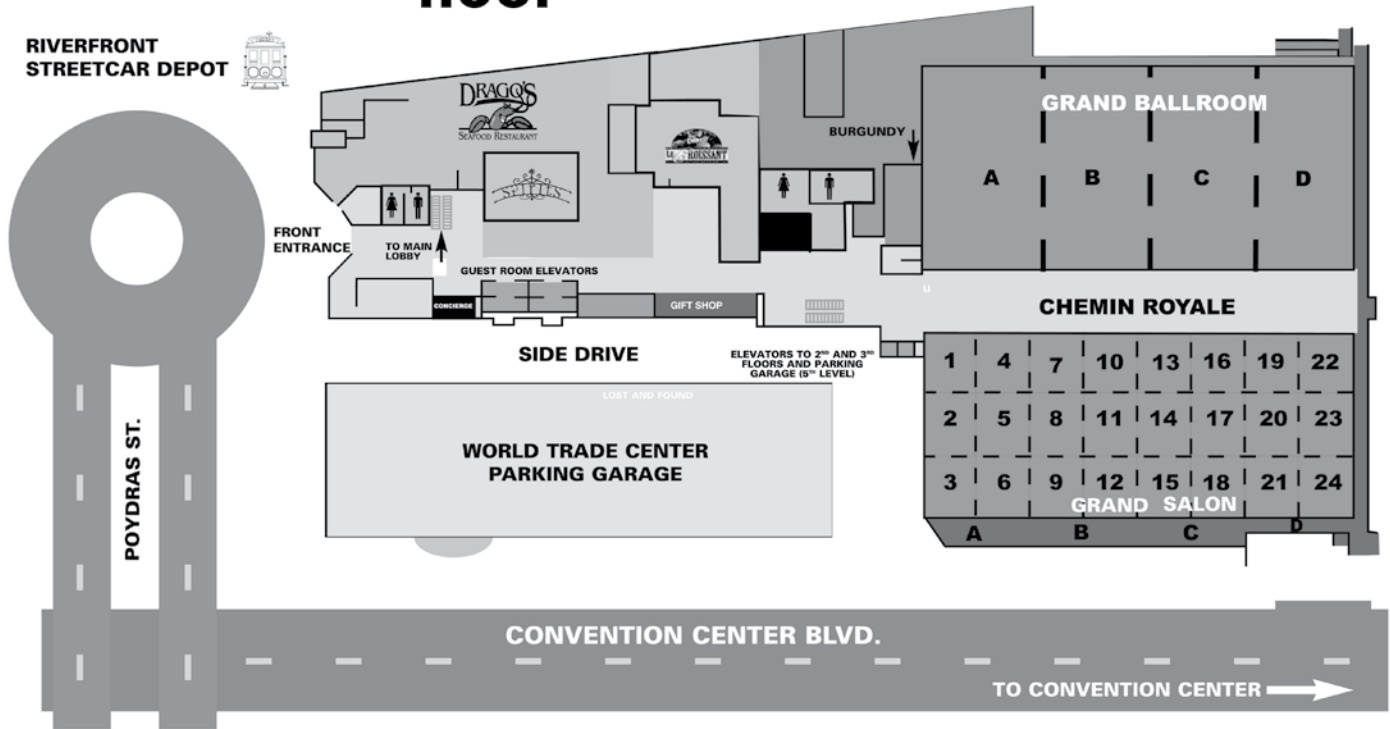 RIVERFRONT
STREETCAR DEPOT
DRAGO'S
SEAFOOD RESTAURANT
BURGUNDY
GRAND BALLROOM
A B C D
SPIRITS
FRONT
ENTRANCE
TO MAIN
LOBBY
GUEST ROOM ELEVATORS
CONCIERGE
GIFT SHOP
U
CHEMIN ROYALE
SIDE DRIVE
ELEVATORS TO 2ND AND 3RD
FLOORS AND PARKING
GARAGE (5TH LEVEL)
1 4 7 10 13 16 19 22
2 5 8 11 14 17 20 23
3 6 9 12 15 18 21 24
GRAND SALON
A B C D
LOST AND FOUND
WORLD TRADE CENTER
PARKING GARAGE
POYDRAS ST.
CONVENTION CENTER BLVD.
TO CONVENTION CENTER